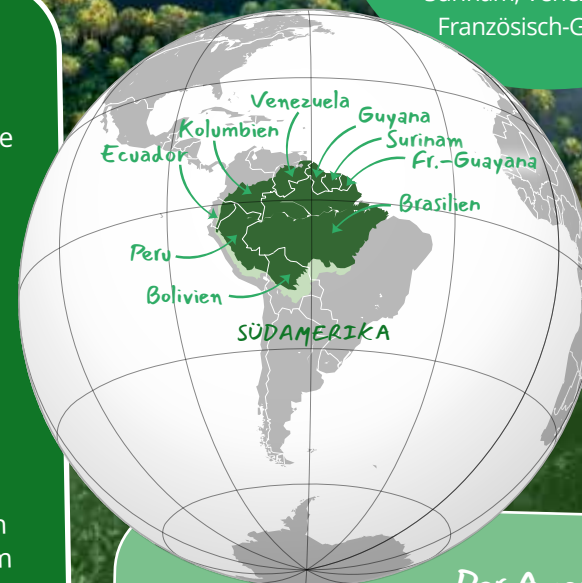 Französisch-G
e
Venezuela
Guyana
Kolumbien
Surinam
Ecuador
Fr.-Guayana
Brasilien
Peru
Bolivien
SÜDAMERIKA
n
m